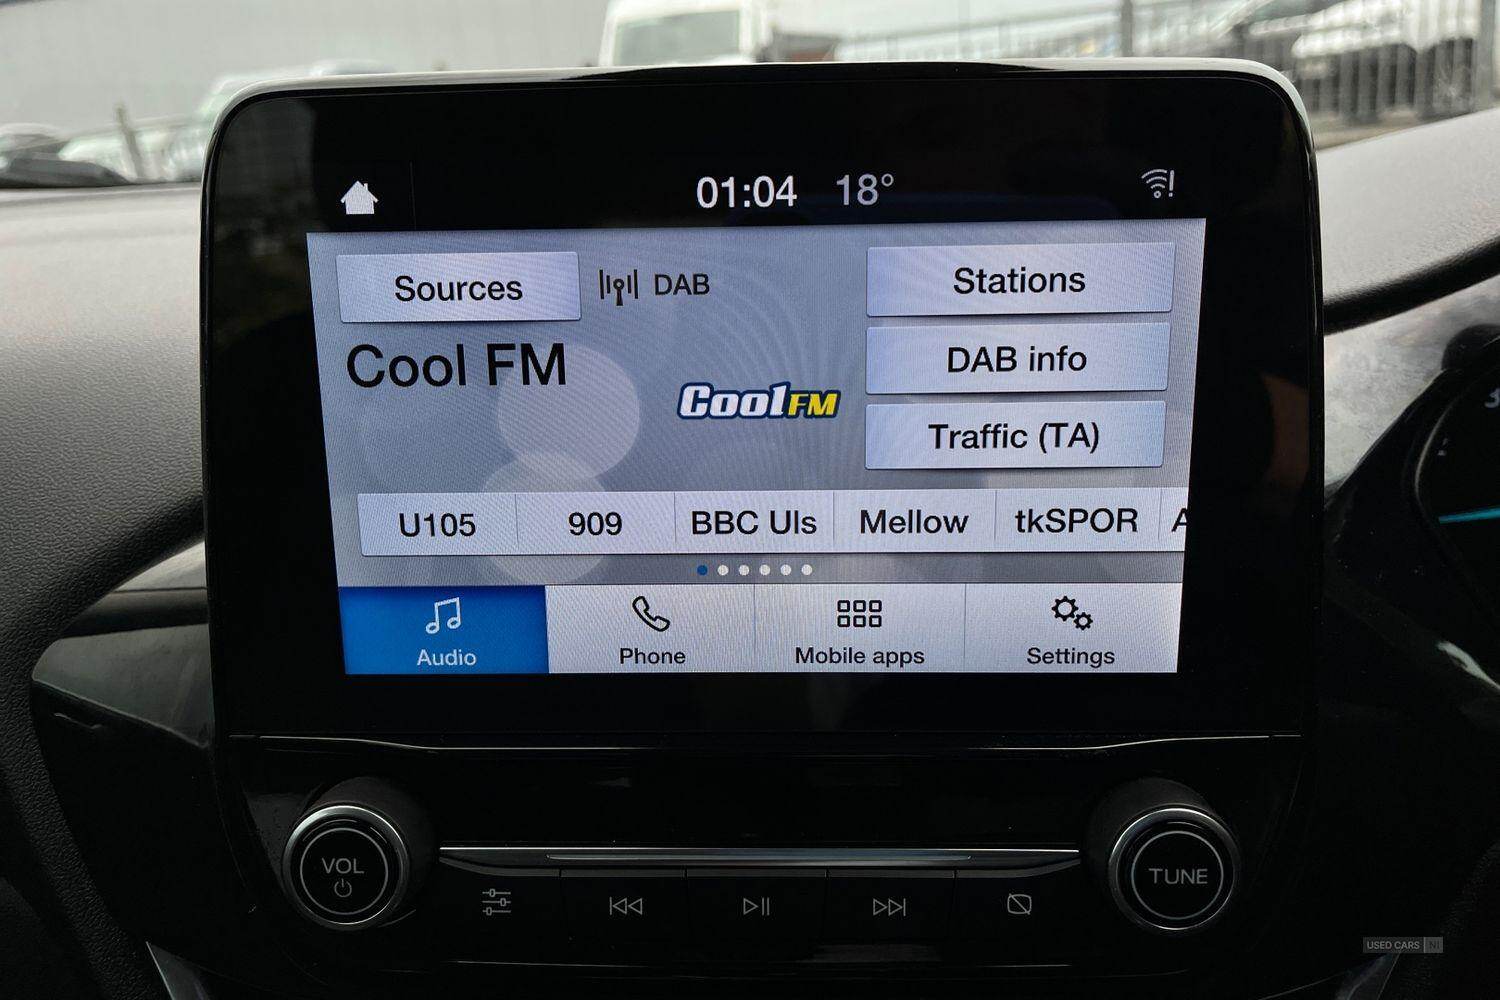 01:04 18°
Sources DAB Stations
Cool FM
CoolFM
DAB info
Traffic (TA)
U105 909 BBC Uls Mellow tkSPOR A
Audio Phone Mobile apps Settings
VOL
TUNE
USED CARS NI